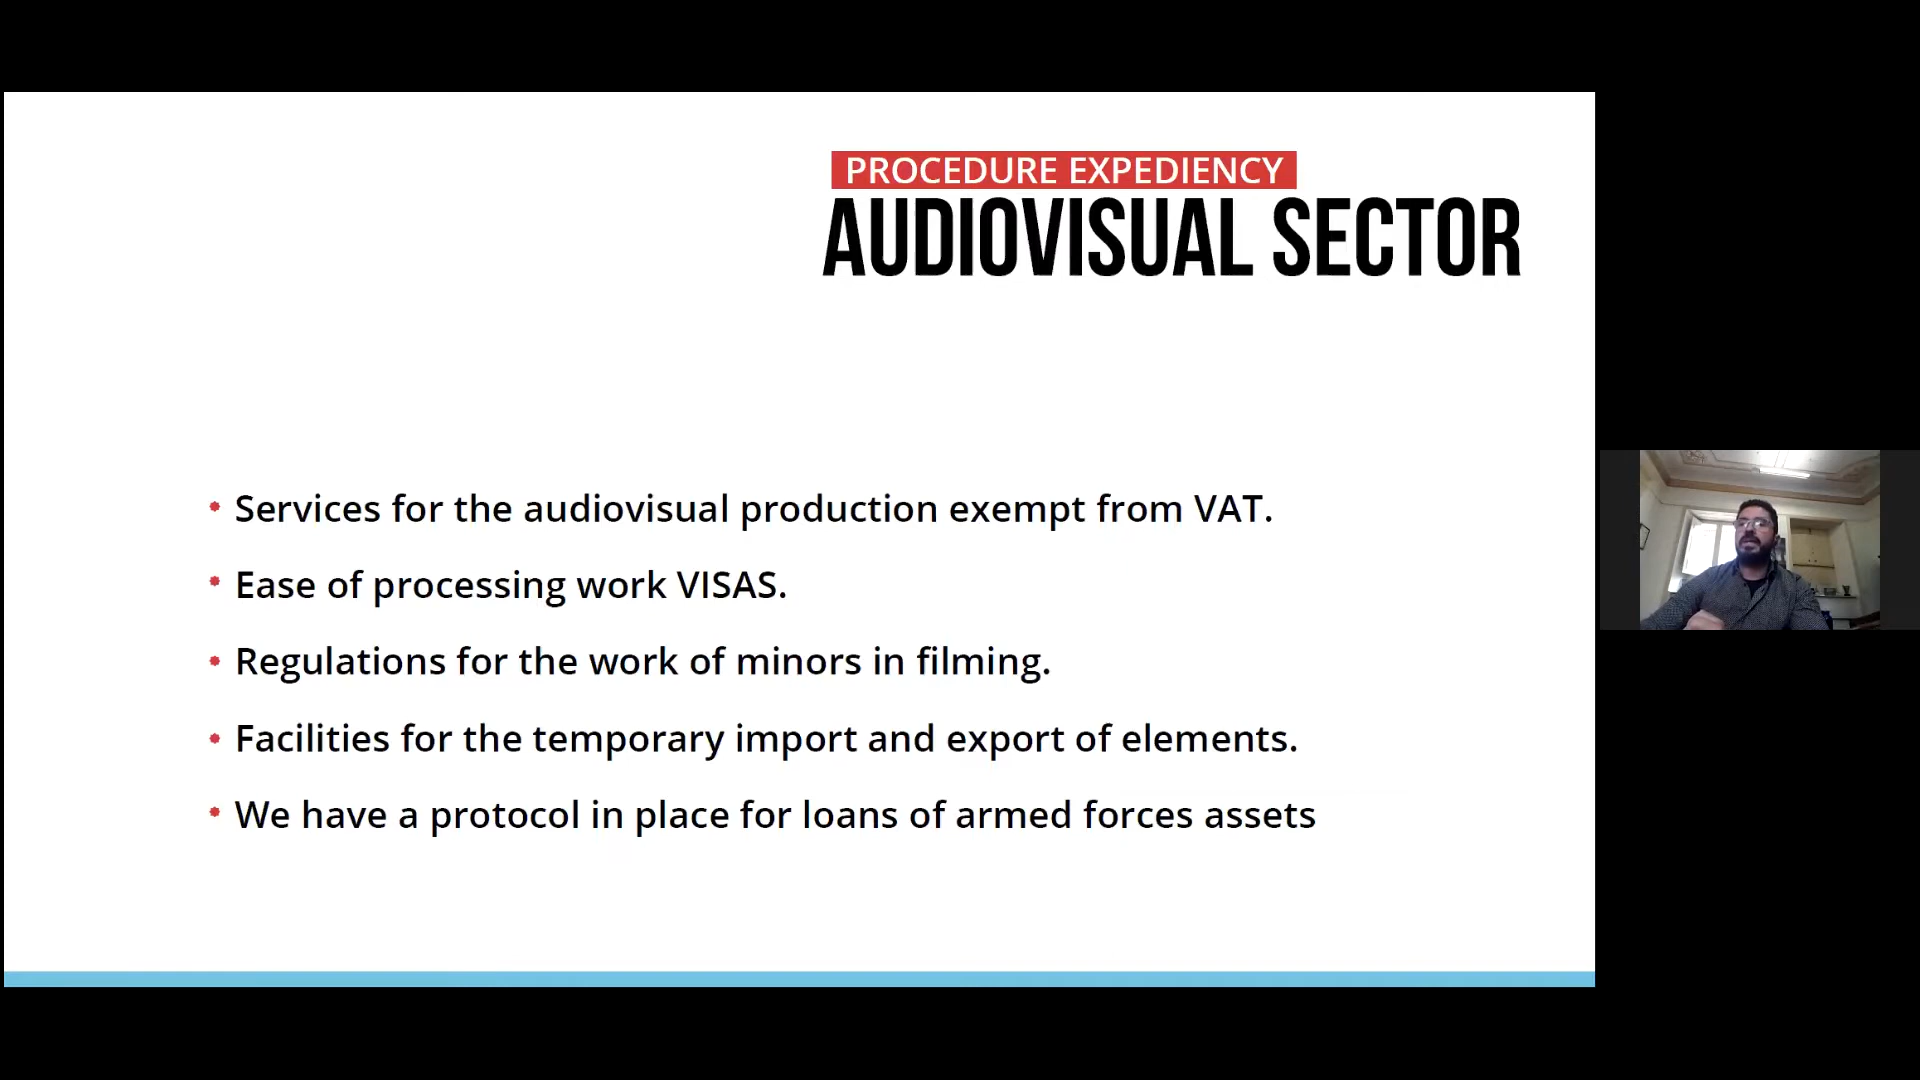 PROCEDURE EXPEDIENCY
AUDIOVISUAL SECTOR
Services for the audiovisual production exempt from VAT.
Ease of processing work VISAS.
Regulations for the work of minors in filming.
Facilities for the temporary import and export of elements.
We have a protocol in place for loans of armed forces assets